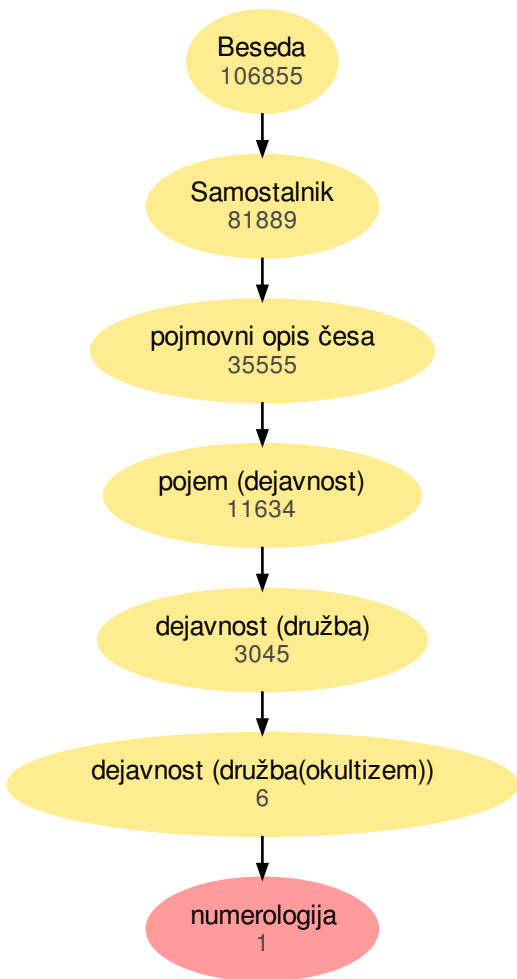 Beseda
106855
Samostalnik
81889
pojmovni opis česa
35555
pojem (dejavnost)
11634
dejavnost (družba)
3045
dejavnost (družba(okultizem))
6
numerologija
1